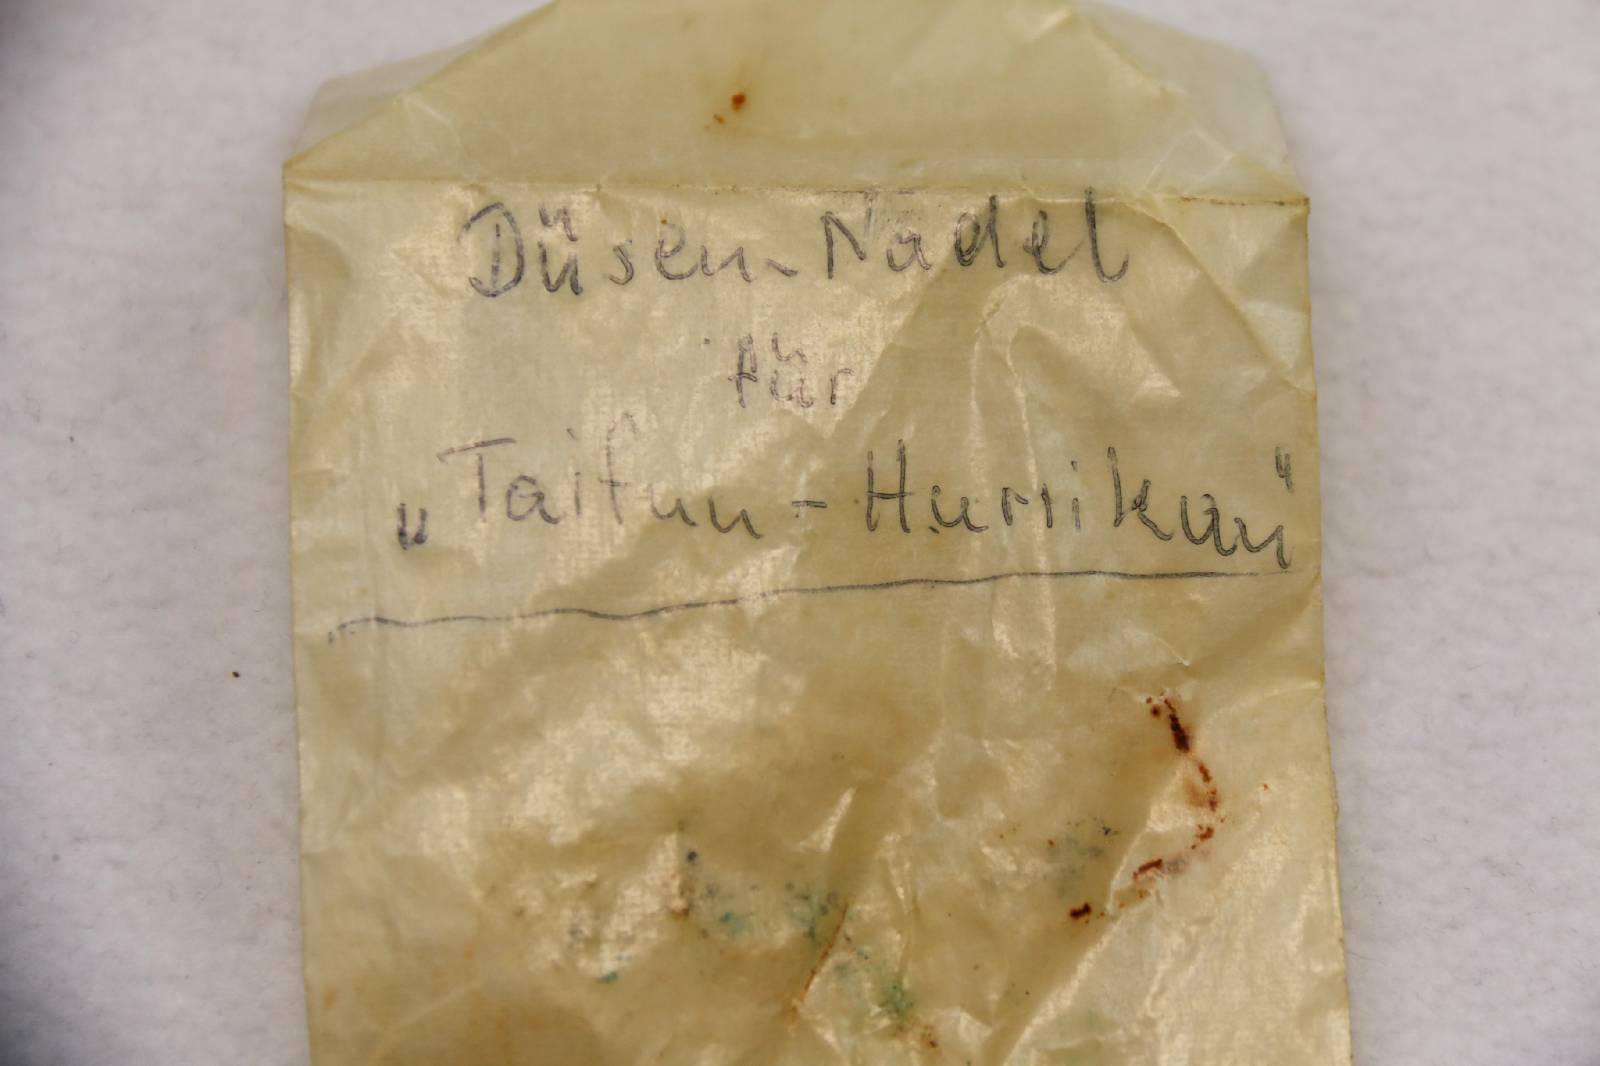 Düsen-Nadel
für
„Taifun-Hurrikan"